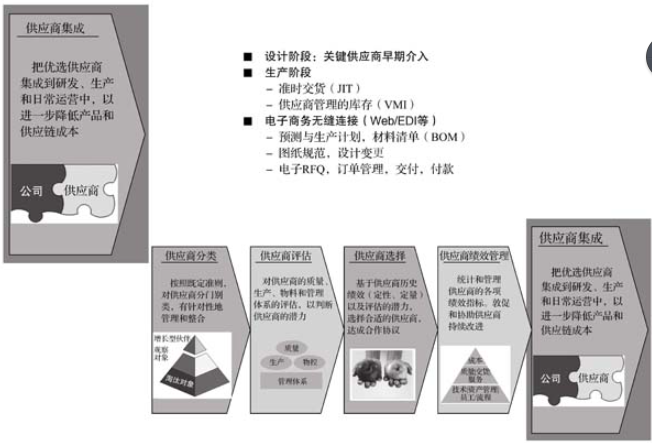 供应商集成
把优选供应商
集成到研发、生产
和日常运营中，以
进一步降低产品和
供应链成本
公司
供应商
■ 设计阶段：关键供应商早期介入
■ 生产阶段
– 准时交货（JIT）
– 供应商管理的库存（VMI）
■ 电子商务无缝连接（Web/EDI等）
– 预测与生产计划，材料清单（BOM）
– 图纸规范，设计变更
– 电子RFQ，订单管理，交付，付款
供应商分类
按照既定准则，
对供应商分门别
类，有针对性地
管理和整合
增长型伙伴
观察
对象
淘汰对象
供应商评估
对供应商的质量、
生产、物料和管理
体系的评估，以判断
供应商的潜力
质量
生产
物控
管理体系
供应商选择
基于供应商历史
绩效（定性、定量）
以及评估的潜力，
选择合适的供应商，
达成合作协议
供应商绩效管理
统计和管理
供应商的各项
绩效指标，敦促
和协助供应商
持续改进
成本
质量/交货
服务
技术/资产管理/
员工/流程
供应商集成
把优选供应商
集成到研发、生产
和日常运营中，以
进一步降低产品和
供应链成本
公司
供应商